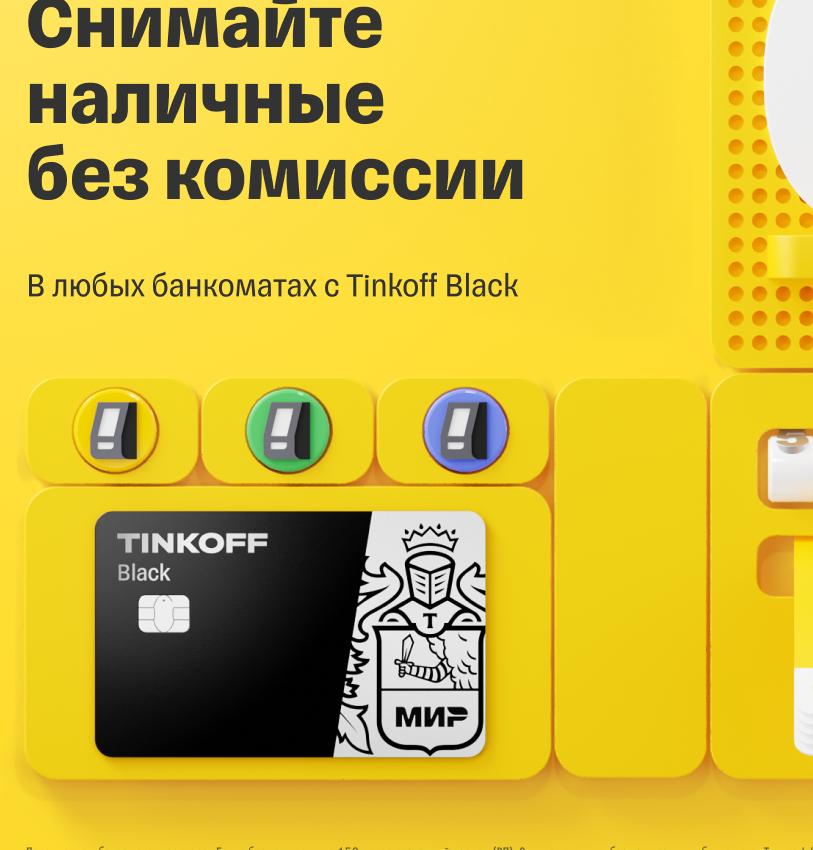 Снимайте
наличные
без комиссии
В любых банкоматах с Tinkoff Black
TINKOFF
Black
T
МИР